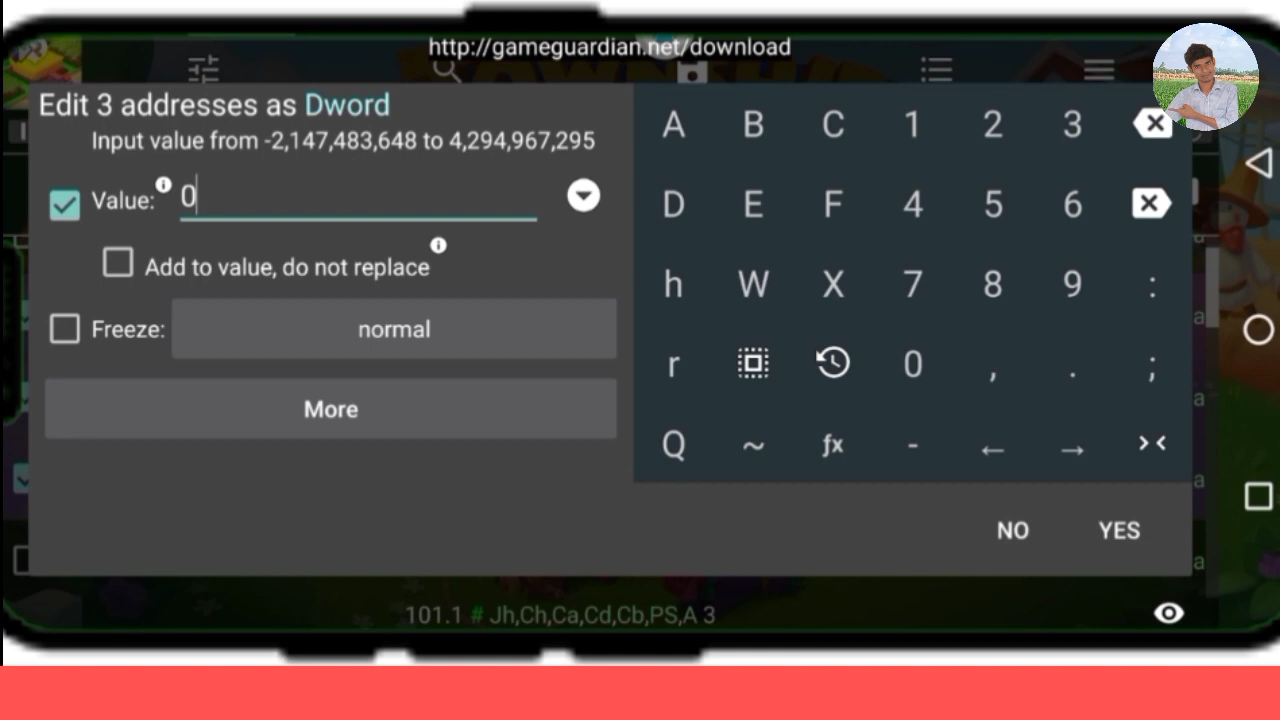 http://gameguardian.net/download
Edit 3 addresses as Dword
Input value from -2,147,483,648 to 4,294,967,295
Value: 0
Add to value, do not replace
Freeze: normal
More
A B C 1 2 3
D E F 4 5 6
h W X 7 8 9 :
r 0 , . ;
Q ~ ƒx - ← → ><
NO YES
101.1 # Jh,Ch,Ca,Cd,Cb,PS,A 3